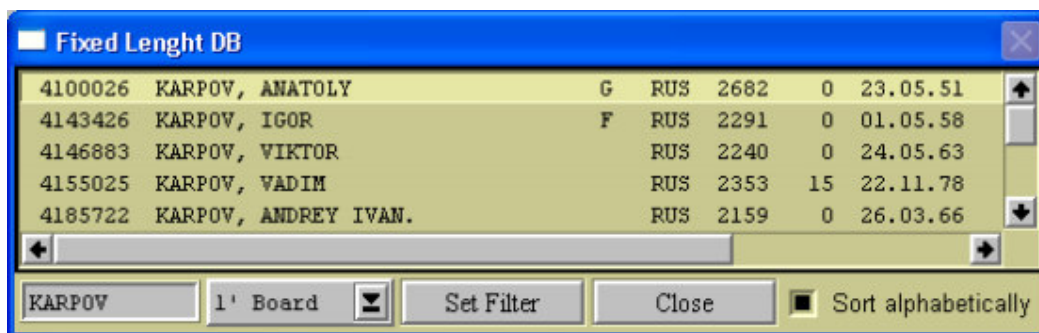 Fixed Lenght DB
4100026 KARPOV, ANATOLY G RUS 2682 0 23.05.51
4143426 KARPOV, IGOR F RUS 2291 0 01.05.58
4146883 KARPOV, VIKTOR RUS 2240 0 24.05.63
4155025 KARPOV, VADIM RUS 2353 15 22.11.78
4185722 KARPOV, ANDREY IVAN. RUS 2159 0 26.03.66
KARPOV 1' Board Set Filter Close Sort alphabetically